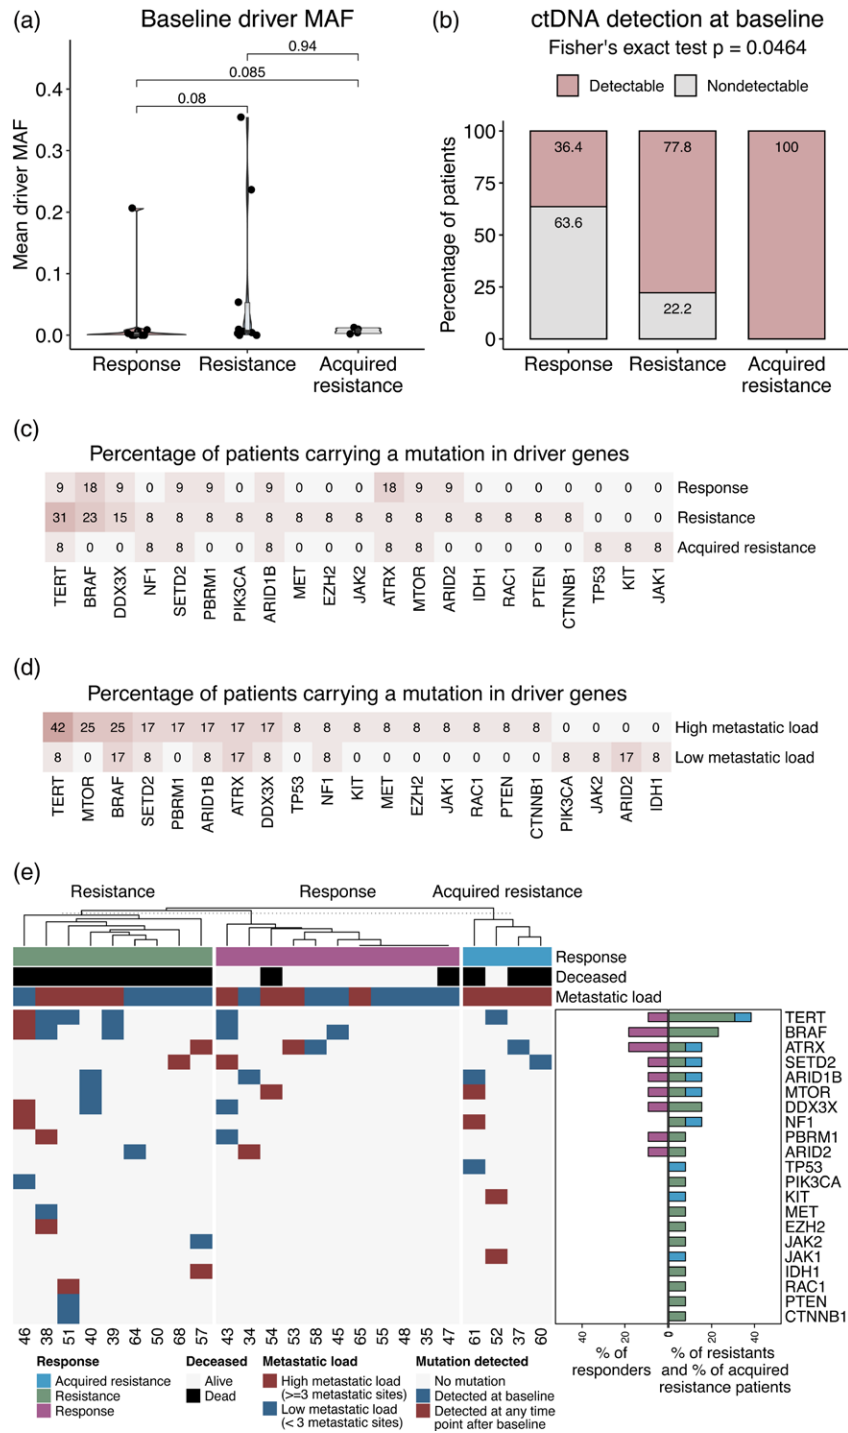 (a) Baseline driver MAF
0.94
0.085
0.08
0.4
0.3
0.2
0.1
0.0
Mean driver MAF
Response Resistance Acquired
resistance
(b) ctDNA detection at baseline
Fisher's exact test p = 0.0464
Detectable Nondetectable
100
75
50
25
0
Percentage of patients
36.4 77.8 100
63.6
22.2
Response Resistance Acquired
resistance
(c)
Percentage of patients carrying a mutation in driver genes
9 18 9 0 9 9 0 9 0 0 0 18 9 9 0 0 0 0 0 0 0 Response
31 23 15 8 8 8 8 8 8 8 8 8 8 8 8 8 8 8 0 0 0 Resistance
8 0 0 8 8 0 0 8 0 0 0 8 8 0 0 0 0 0 8 8 8 Acquired resistance
TERT BRAF DDX3X NF1 SETD2 PBRM1 PIK3CA ARID1B MET EZH2 JAK2 ATRX MTOR ARID2 IDH1 RAC1 PTEN CTNNB1 TP53 KIT JAK1
(d)
Percentage of patients carrying a mutation in driver genes
42 25 25 17 17 17 17 17 8 8 8 8 8 8 8 8 8 0 0 0 0 High metastatic load
8 0 17 8 0 8 17 8 0 8 0 0 0 0 0 0 0 8 8 17 8 Low metastatic load
TERT MTOR BRAF SETD2 PBRM1 ARID1B ATRX DDX3X TP53 NF1 KIT MET EZH2 JAK1 RAC1 PTEN CTNNB1 PIK3CA JAK2 ARID2 IDH1
(e)
Resistance Response Acquired resistance
Response
Deceased
Metastatic load
TERT
BRAF
ATRX
SETD2
ARID1B
MTOR
DDX3X
NF1
PBRM1
ARID2
TP53
PIK3CA
KIT
MET
EZH2
JAK2
JAK1
IDH1
RAC1
PTEN
CTNNB1
46 38 51 40 39 64 50 68 57 43 34 54 53 58 45 65 55 48 35 47 61 52 37 60
40 20 0 0 20 40
% of
responders
% of resistants
and % of acquired
resistance patients
Response
Acquired resistance
Resistance
Response
Deceased
Alive
Dead
Metastatic load
High metastatic load
(>=3 metastatic sites)
Low metastatic load
(< 3 metastatic sites)
Mutation detected
No mutation
Detected at baseline
Detected at any time
point after baseline